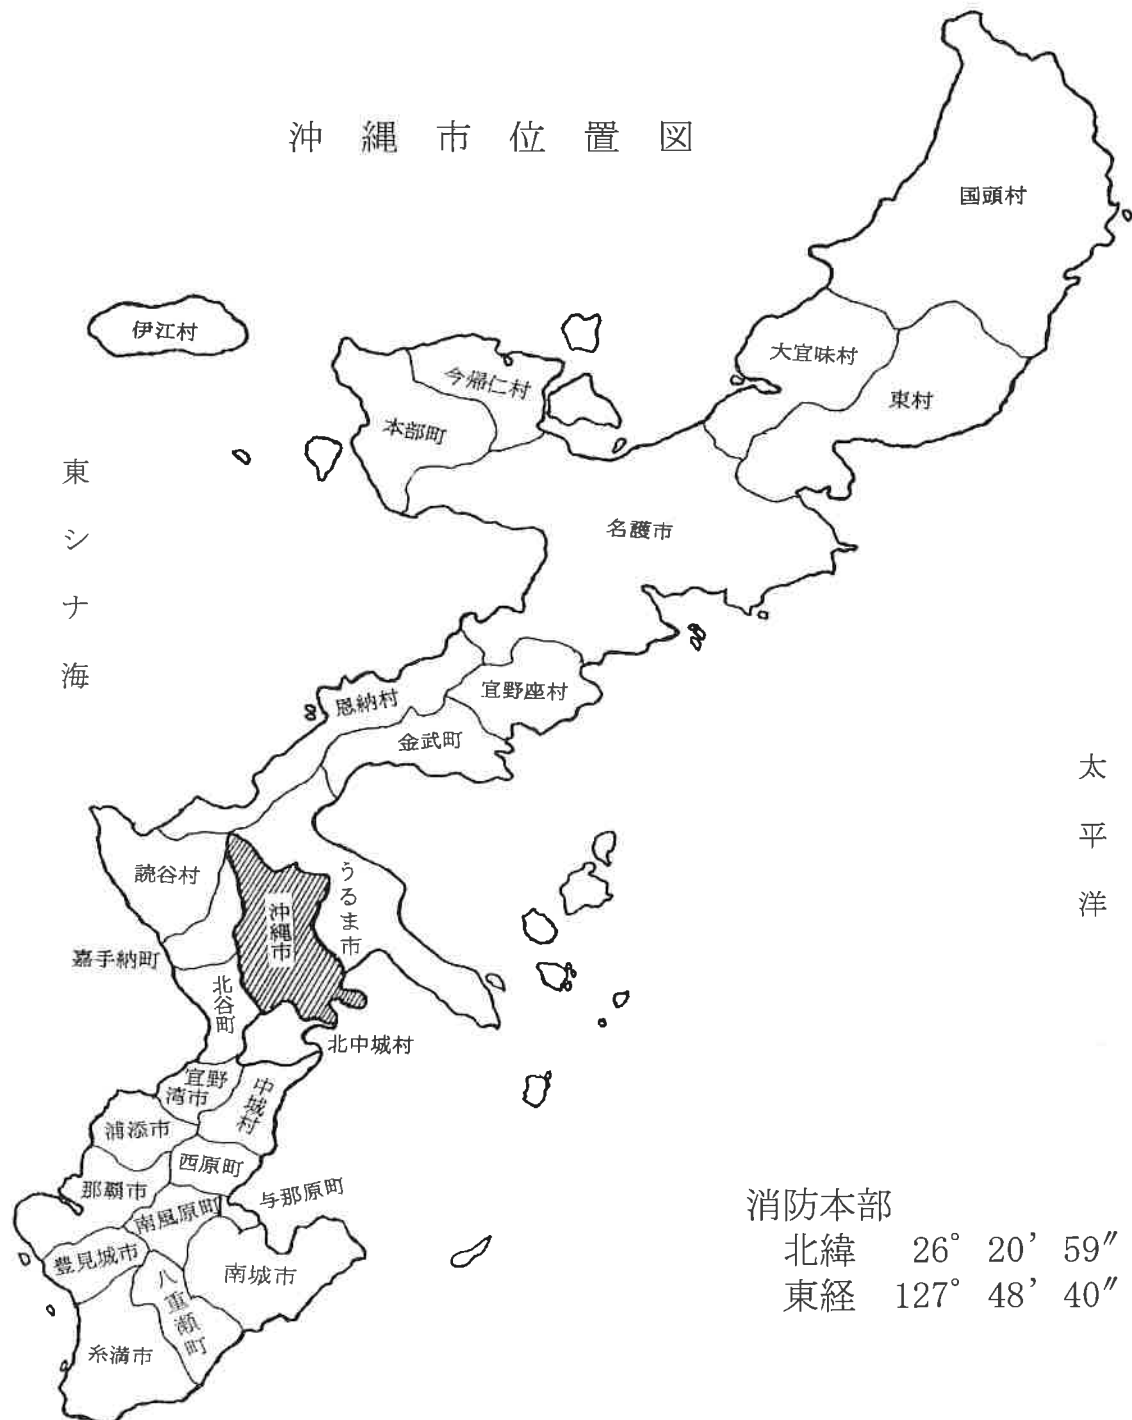 沖縄市位置図
国頭村
伊江村
大宜味村
今帰仁村
東村
本部町
東シナ海
名護市
宜野座村
恩納村
金武町
太平洋
読谷村
うるま市
沖縄市
嘉手納町
北谷町
北中城村
宜野
湾市
中城村
浦添市
西原町
那覇市
与那原町
南風原町
豊見城市
南城市
八重瀬町
糸満市
消防本部
北緯 26° 20’ 59″
東経 127° 48’ 40″